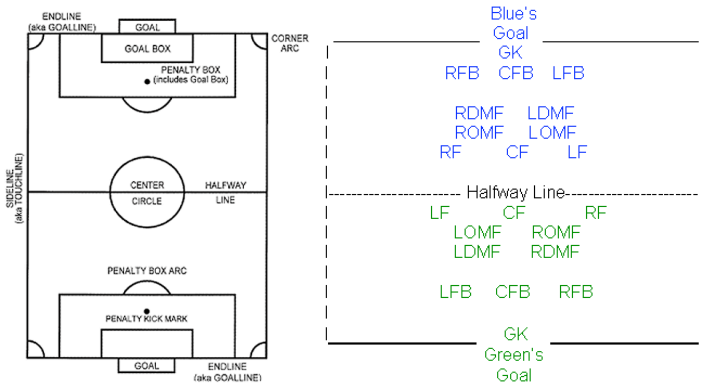 ENDLINE
(aka GOALLINE)
GOAL
CORNER
ARC
GOAL BOX
PENALTY BOX
(includes Goal Box)
SIDELINE
(aka TOUCHLINE)
CENTER
CIRCLE
HALFWAY
LINE
PENALTY BOX ARC
PENALTY KICK MARK
GOAL
ENDLINE
(aka GOALLINE)
Blue's
Goal
GK
RFB CFB LFB
RDMF LDMF
ROMF LOMF
RF CF LF
Halfway Line
LF CF RF
LOMF ROMF
LDMF RDMF
LFB CFB RFB
GK
Green's
Goal